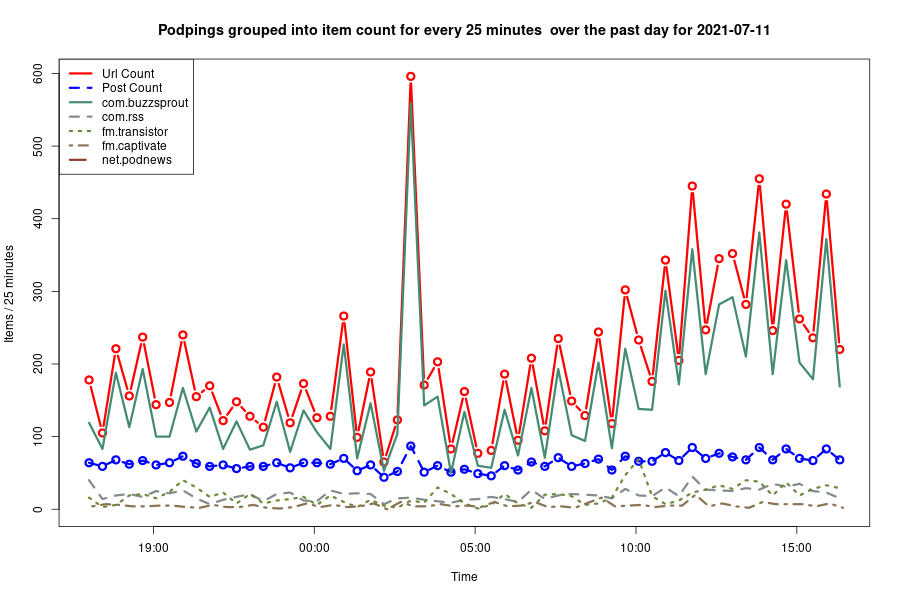 Podpings grouped into item count for every 25 minutes  over the past day for 2021-07-11
Url Count
Post Count
com.buzzsprout
com.rss
fm.transistor
fm.captivate
net.podnews
Items / 25 minutes
600
500
400
300
200
100
0
19:00
00:00
05:00
10:00
15:00
Time